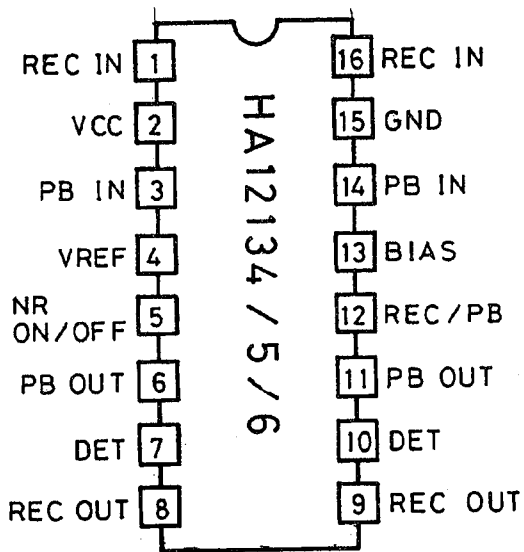 REC IN 1
VCC 2
PB IN 3
VREF 4
NR
ON/OFF 5
PB OUT 6
DET 7
REC OUT 8
HA12134/5/6
16 REC IN
15 GND
14 PB IN
13 BIAS
12 REC/PB
11 PB OUT
10 DET
9 REC OUT